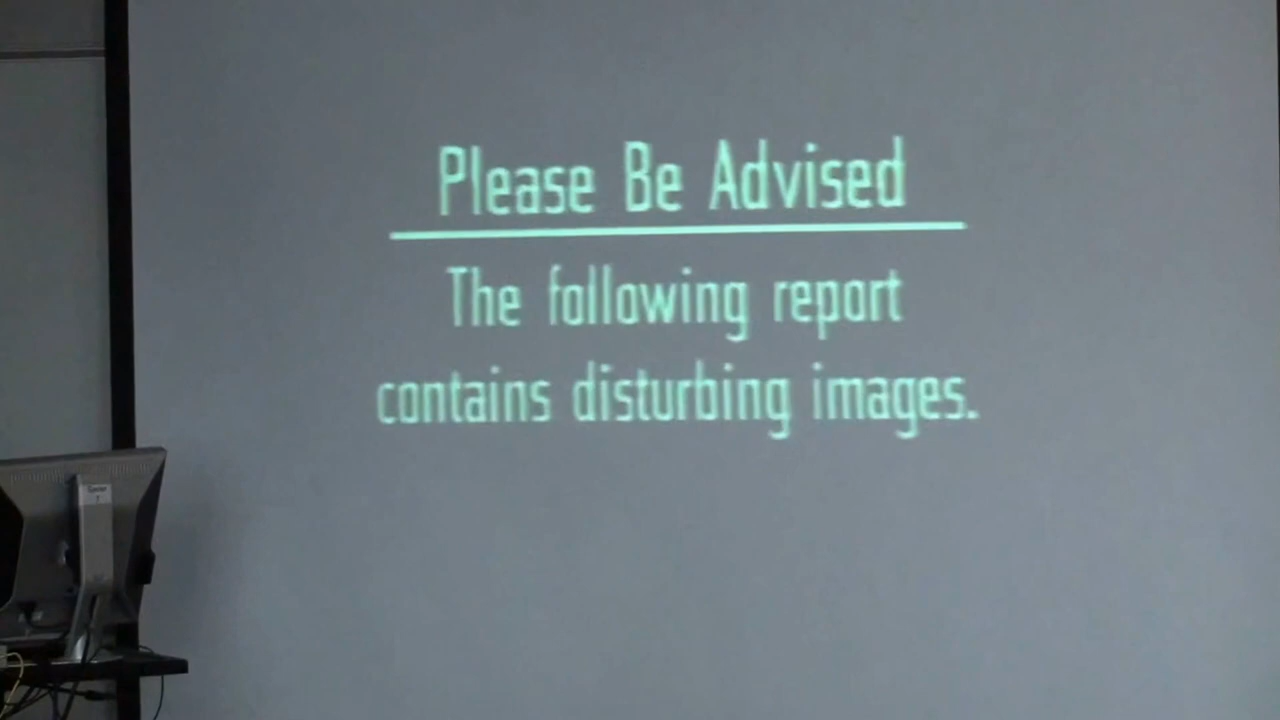 Please Be Advised
The following report
contains disturbing images.